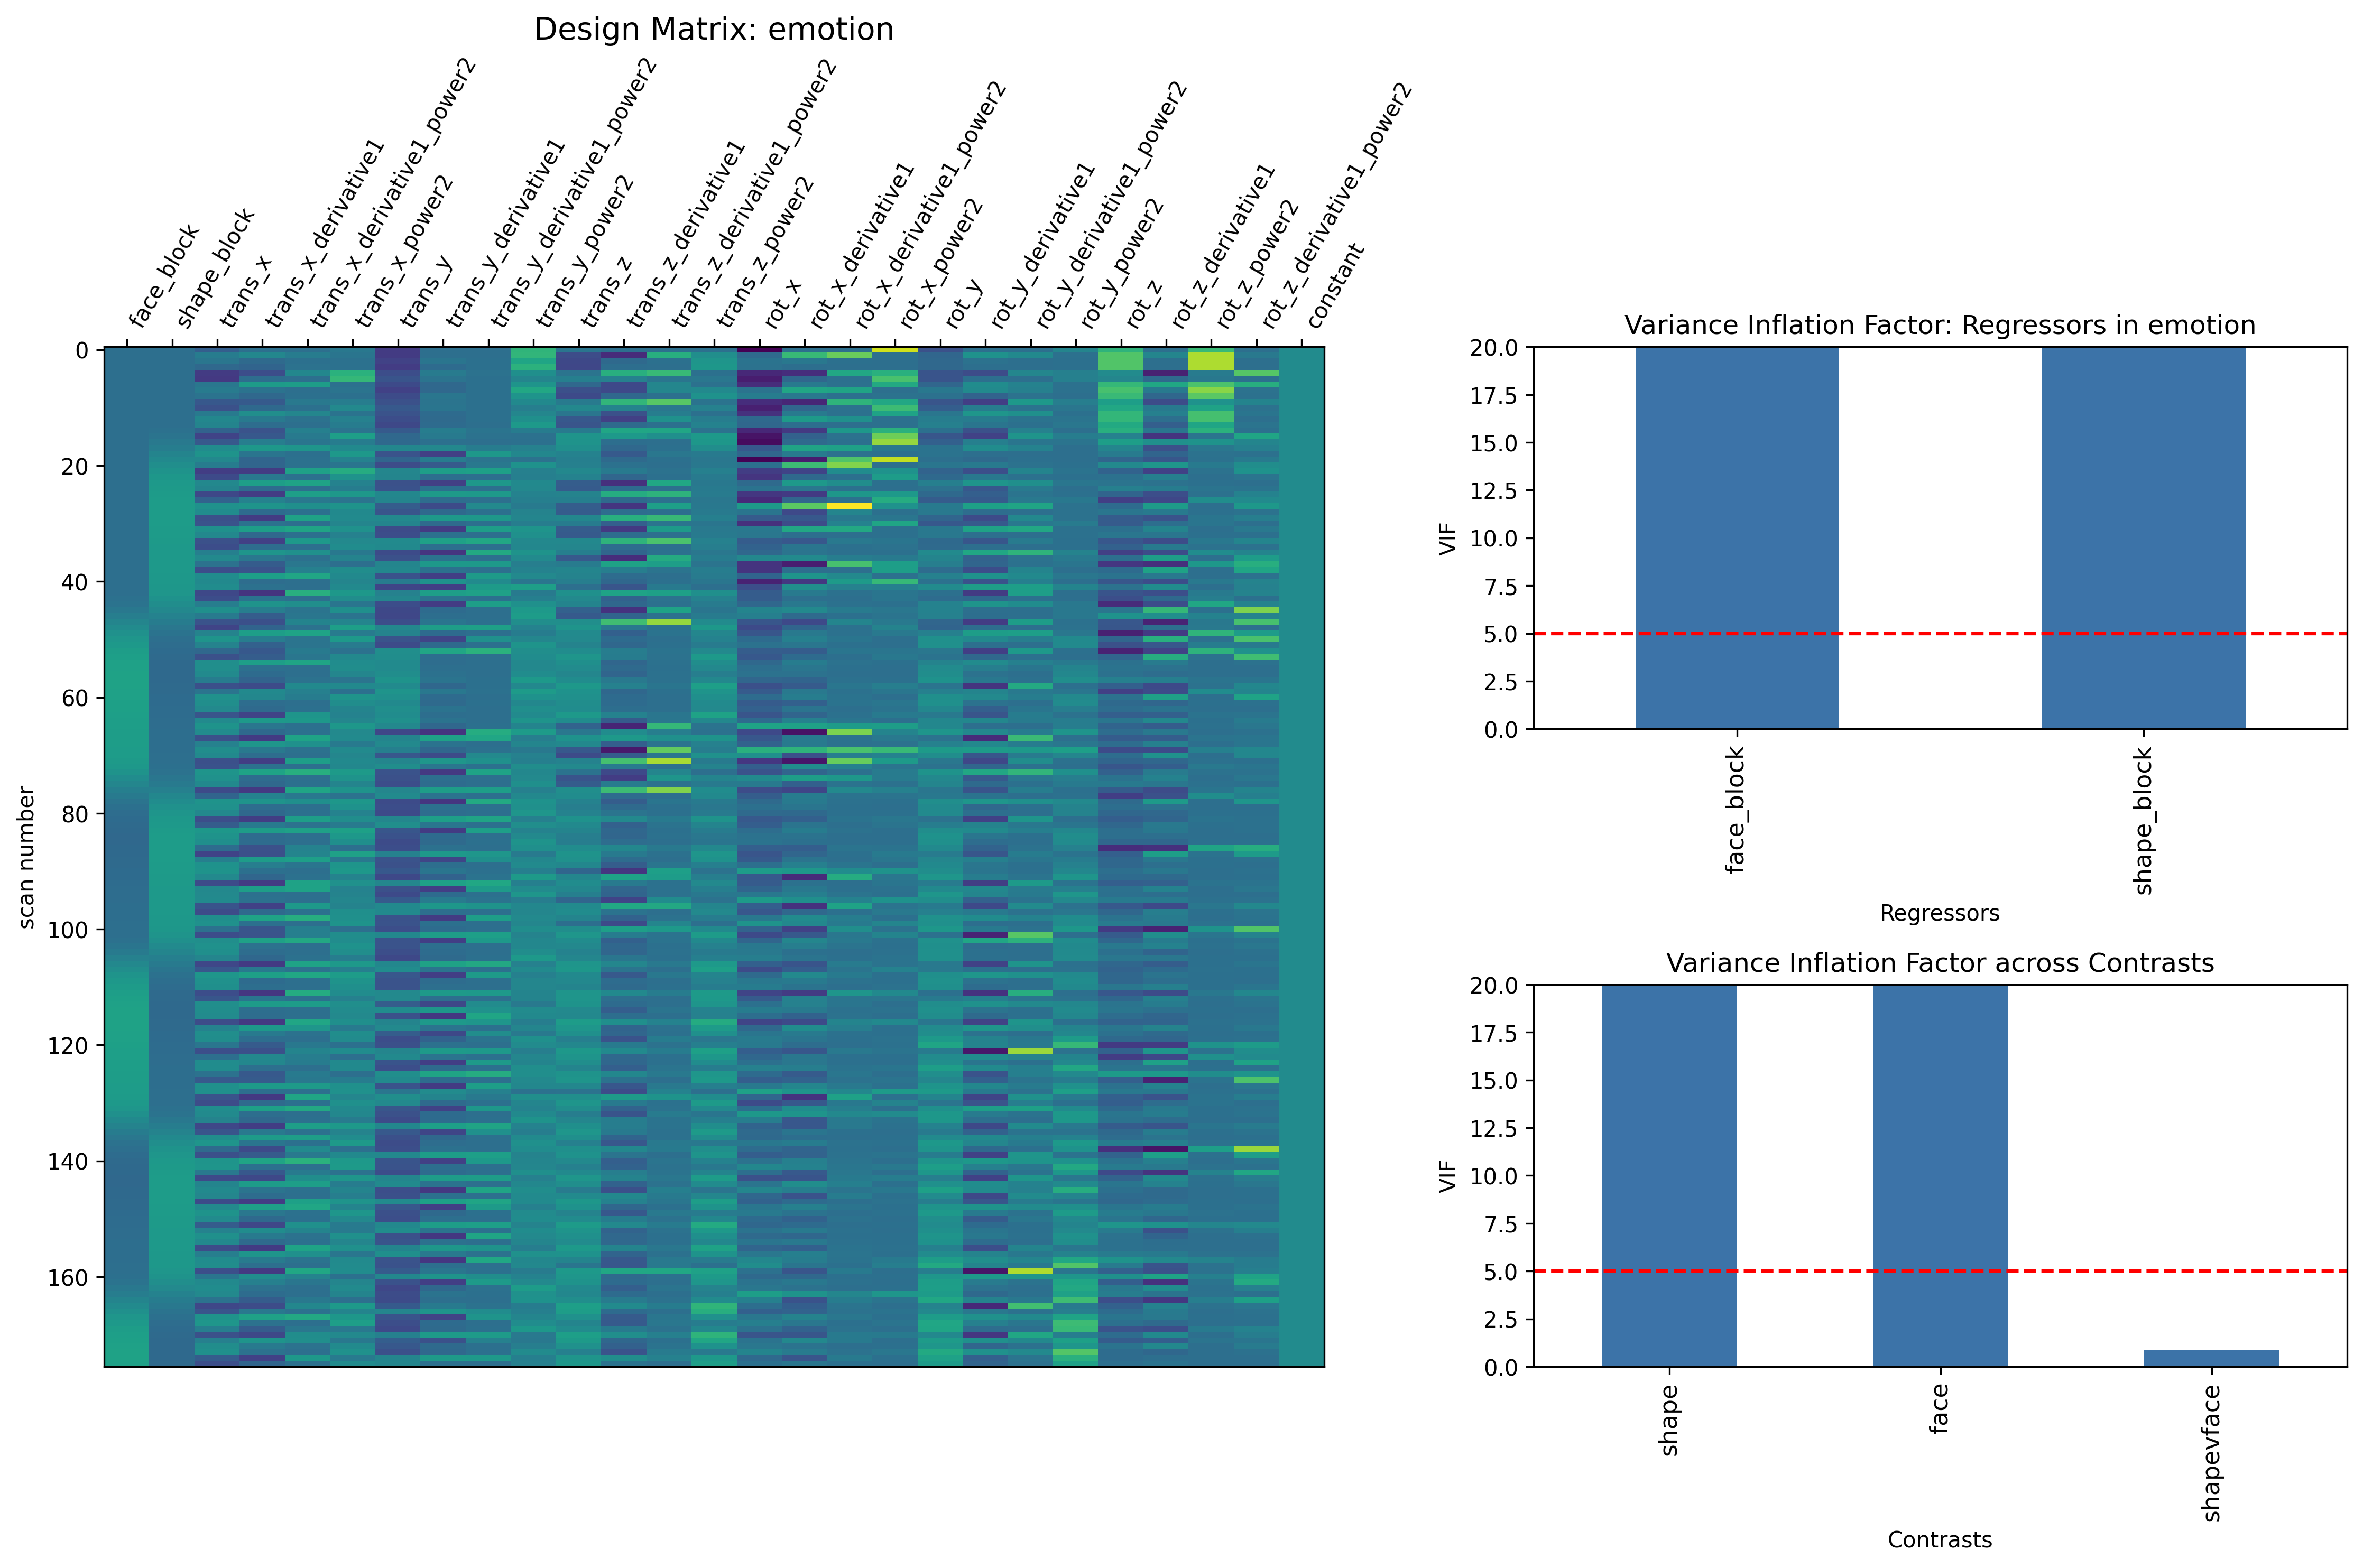 Design Matrix: emotion
face_block
shape_block
trans_x
trans_x_derivative1
trans_x_derivative1_power2
trans_x_power2
trans_y
trans_y_derivative1
trans_y_derivative1_power2
trans_y_power2
trans_z
trans_z_derivative1
trans_z_derivative1_power2
trans_z_power2
rot_x
rot_x_derivative1
rot_x_derivative1_power2
rot_x_power2
rot_y
rot_y_derivative1
rot_y_derivative1_power2
rot_y_power2
rot_z
rot_z_derivative1
rot_z_power2
rot_z_derivative1_power2
constant
0
20
40
60
80
100
120
140
160
scan number
Variance Inflation Factor: Regressors in emotion
20.0
17.5
15.0
12.5
10.0
7.5
5.0
2.5
0.0
VIF
face_block
shape_block
Regressors
Variance Inflation Factor across Contrasts
20.0
17.5
15.0
12.5
10.0
7.5
5.0
2.5
0.0
VIF
shape
face
shapevface
Contrasts